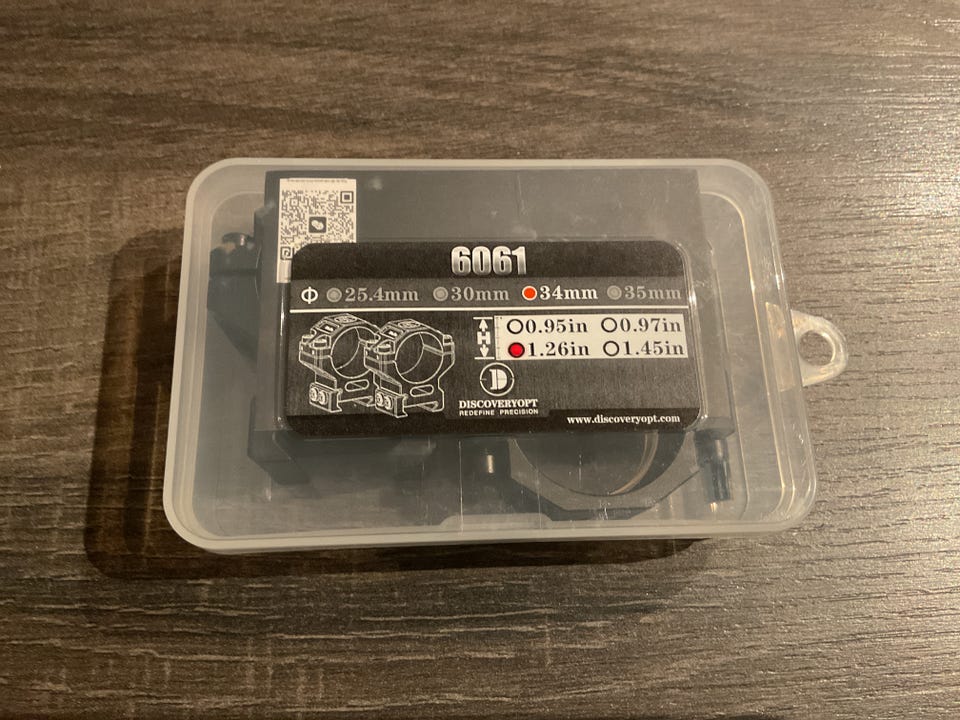 6061
Φ 25.4mm 30mm 34mm 35mm
H
0.95in 0.97in
1.26in 1.45in
D
DISCOVERYOPT
REDEFINE PRECISION
www.discoveryopt.com